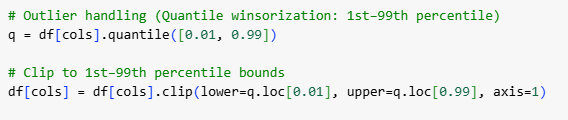 # Outlier handling (Quantile winsorization: 1st–99th percentile)
q = df[cols].quantile([0.01, 0.99])
# Clip to 1st–99th percentile bounds
df[cols] = df[cols].clip(lower=q.loc[0.01], upper=q.loc[0.99], axis=1)